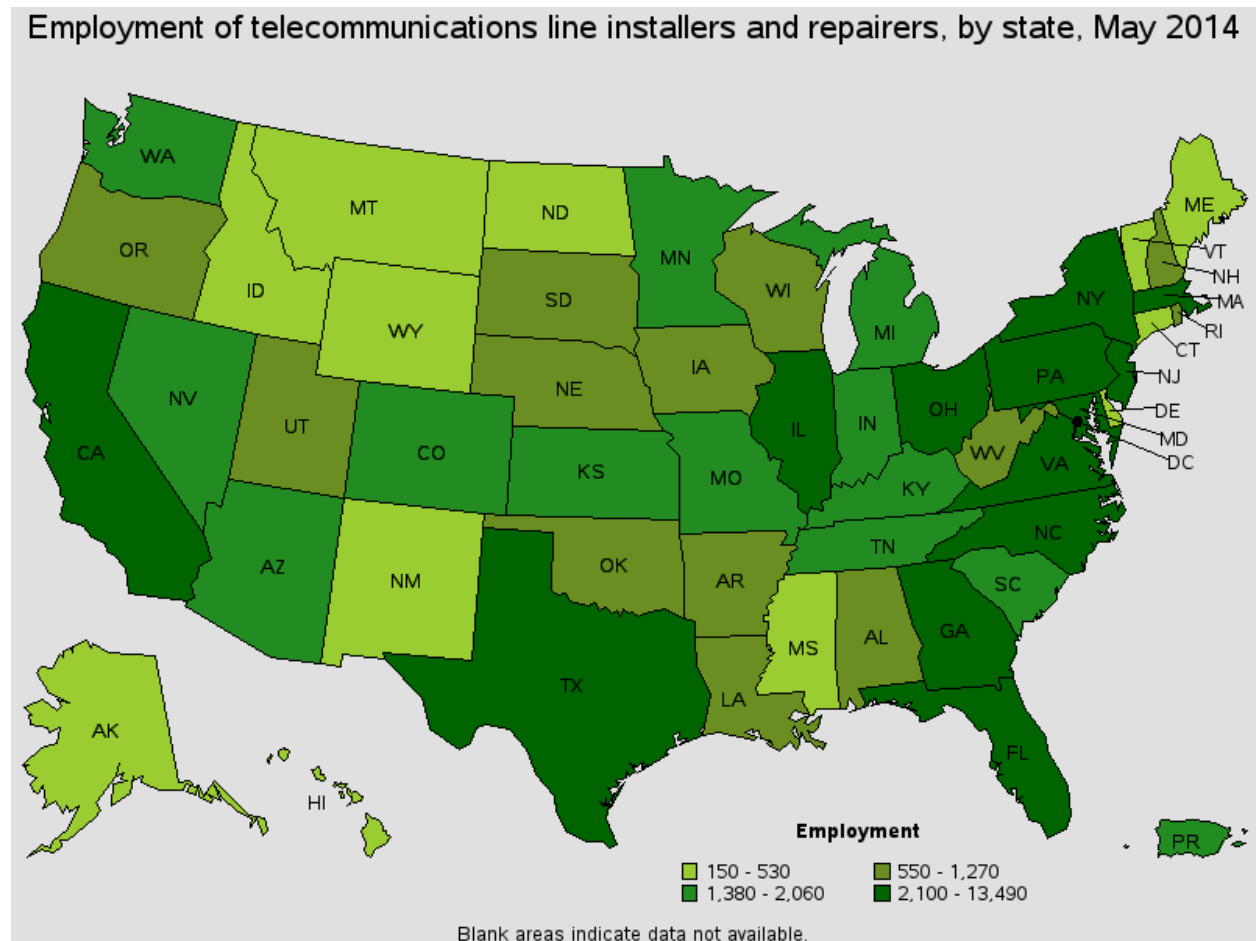 Employment of telecommunications line installers and repairers, by state, May 2014
WA
MT
ND
ME
OR
MN
VT
ID
SD
WI
NH
NY
MA
WY
MI
RI
CT
IA
NE
PA
NJ
NV
OH
UT
IL
IN
DE
CO
MD
CA
WV
DC
KS
VA
MO
KY
NC
TN
AZ
OK
NM
AR
SC
GA
MS
AL
TX
LA
AK
FL
HI
PR
Employment
150 - 530
550 - 1,270
1,380 - 2,060
2,100 - 13,490
Blank areas indicate data not available.